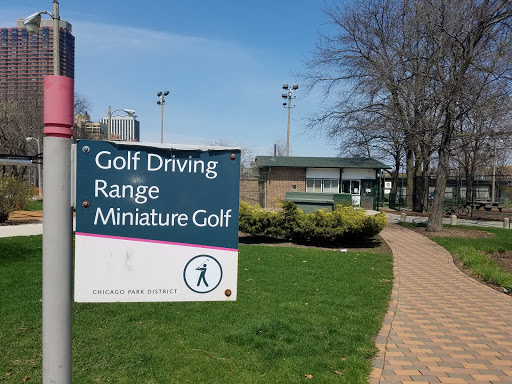 Golf Driving
Range
Miniature Golf
CHICAGO PARK DISTRICT